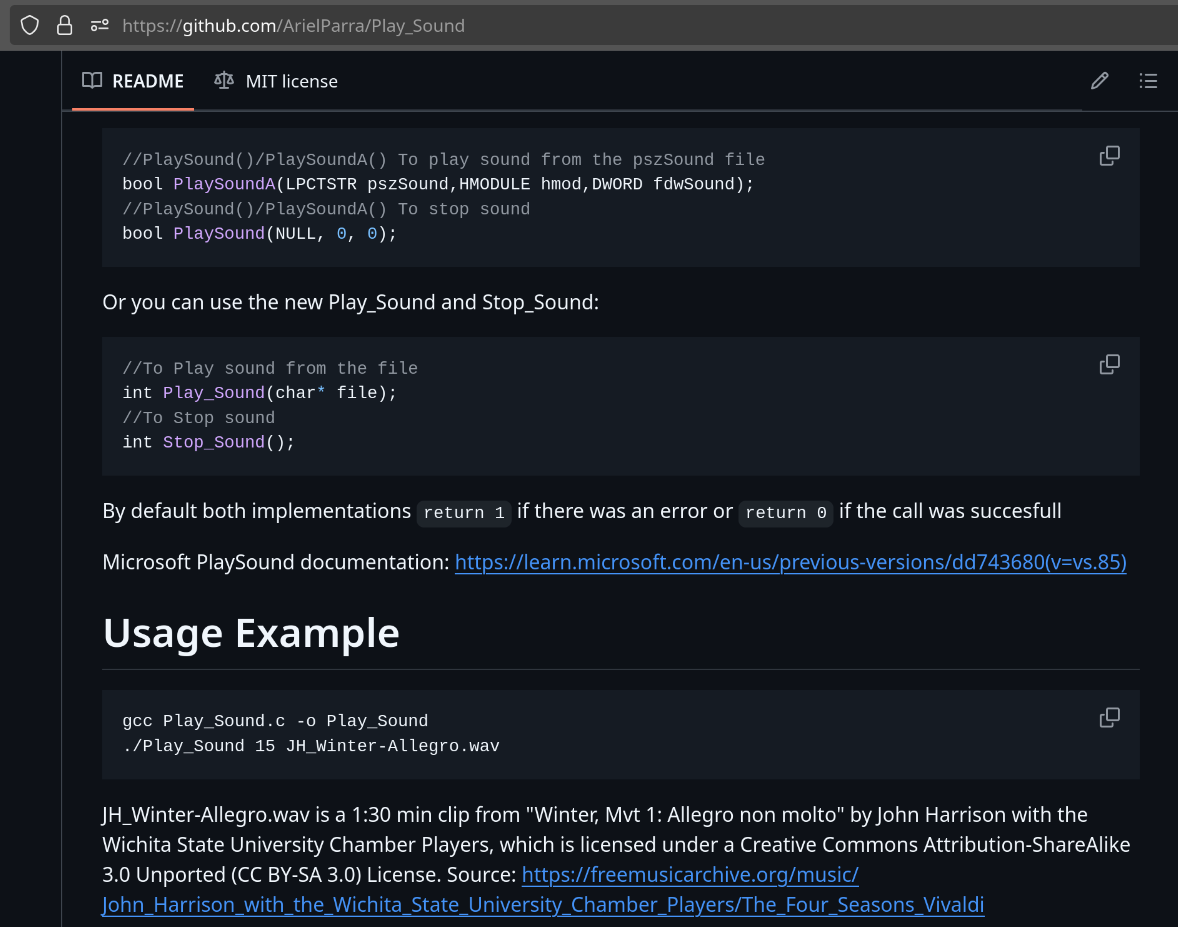 https://github.com/ArielParra/Play_Sound
README MIT license
//PlaySound()/PlaySoundA() To play sound from the pszSound file
bool PlaySoundA(LPCTSTR pszSound,HMODULE hmod,DWORD fdwSound);
//PlaySound()/PlaySoundA() To stop sound
bool PlaySound(NULL, 0, 0);
Or you can use the new Play_Sound and Stop_Sound:
//To Play sound from the file
int Play_Sound(char* file);
//To Stop sound
int Stop_Sound();
By default both implementations return 1 if there was an error or return 0 if the call was succesfull
Microsoft PlaySound documentation: https://learn.microsoft.com/en-us/previous-versions/dd743680(v=vs.85)
Usage Example
gcc Play_Sound.c -o Play_Sound
./Play_Sound 15 JH_Winter-Allegro.wav
JH_Winter-Allegro.wav is a 1:30 min clip from "Winter, Mvt 1: Allegro non molto" by John Harrison with the
Wichita State University Chamber Players, which is licensed under a Creative Commons Attribution-ShareAlike
3.0 Unported (CC BY-SA 3.0) License. Source: https://freemusicarchive.org/music/
John_Harrison_with_the_Wichita_State_University_Chamber_Players/The_Four_Seasons_Vivaldi